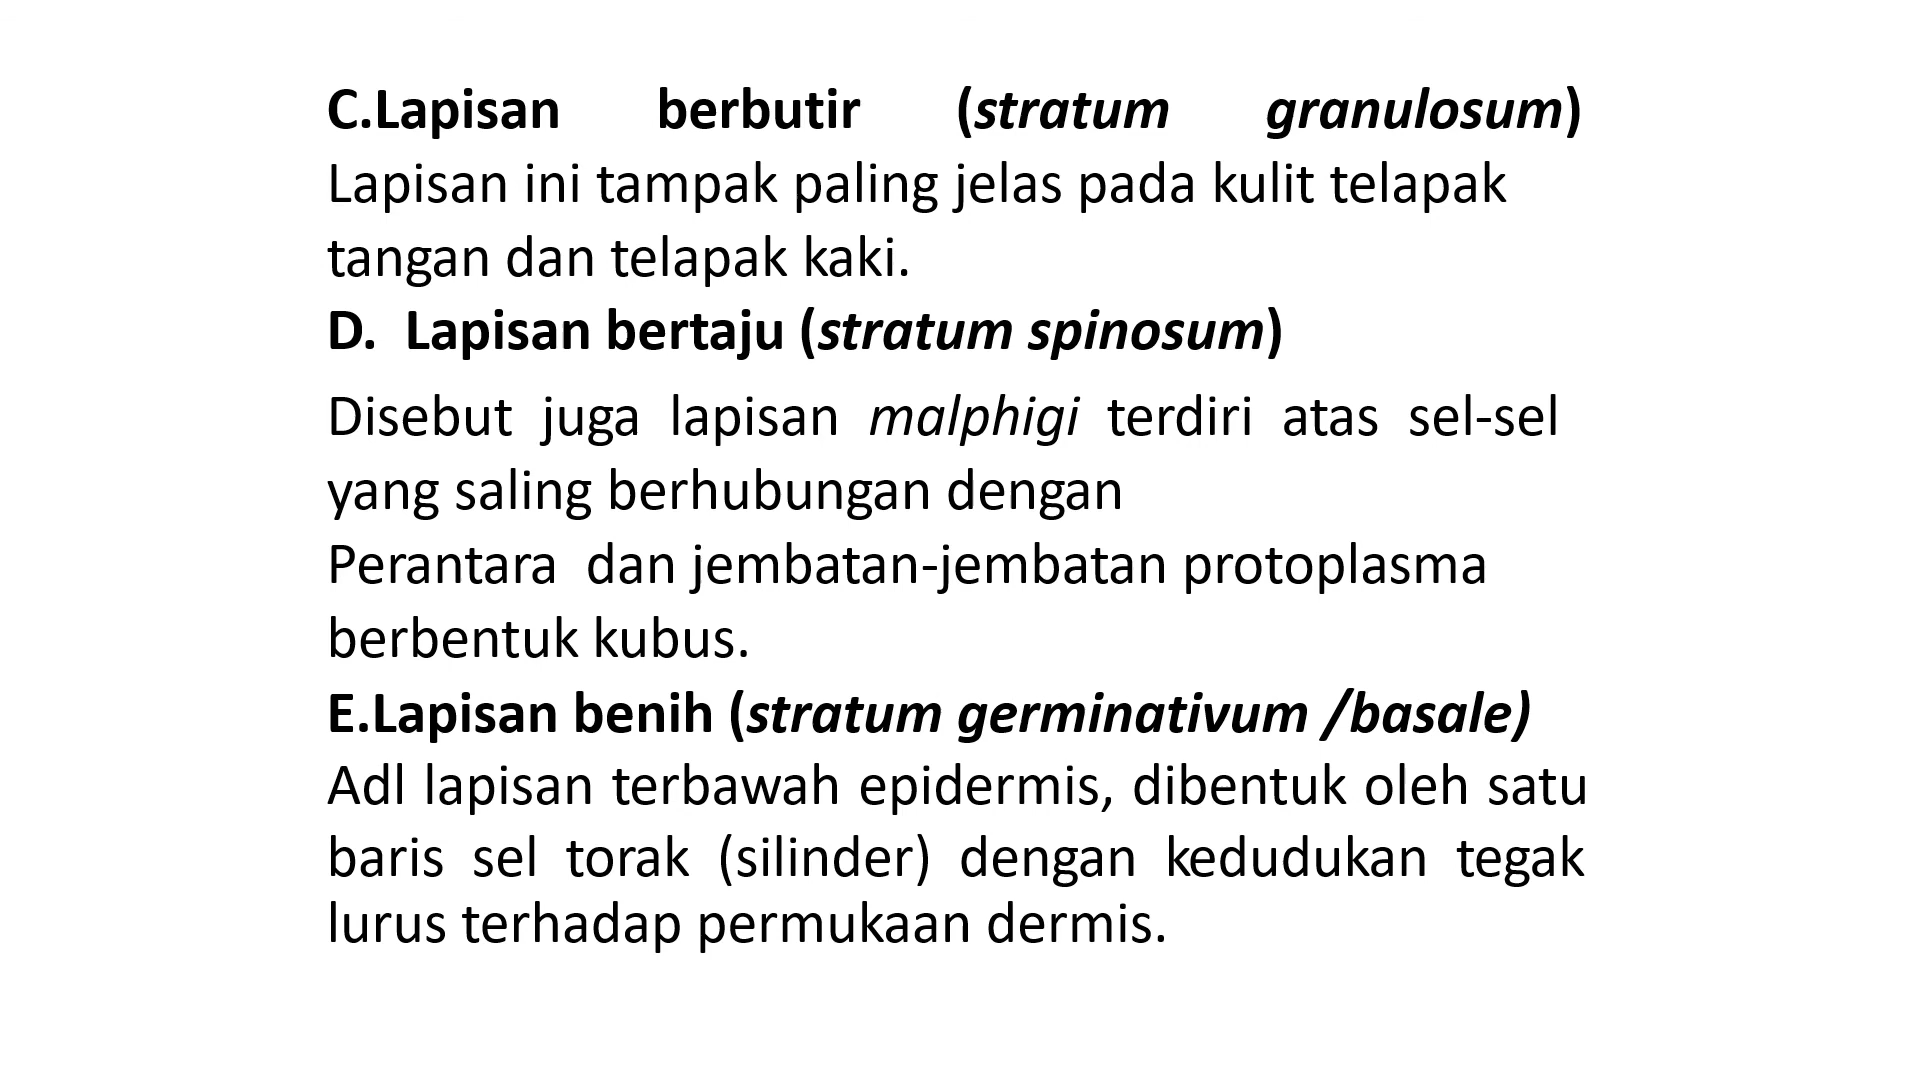 C.Lapisan berbutir (stratum granulosum)
Lapisan ini tampak paling jelas pada kulit telapak
tangan dan telapak kaki.
D. Lapisan bertaju (stratum spinosum)
Disebut juga lapisan malphigi terdiri atas sel-sel
yang saling berhubungan dengan
Perantara dan jembatan-jembatan protoplasma
berbentuk kubus.
E.Lapisan benih (stratum germinativum /basale)
Adl lapisan terbawah epidermis, dibentuk oleh satu
baris sel torak (silinder) dengan kedudukan tegak
lurus terhadap permukaan dermis.